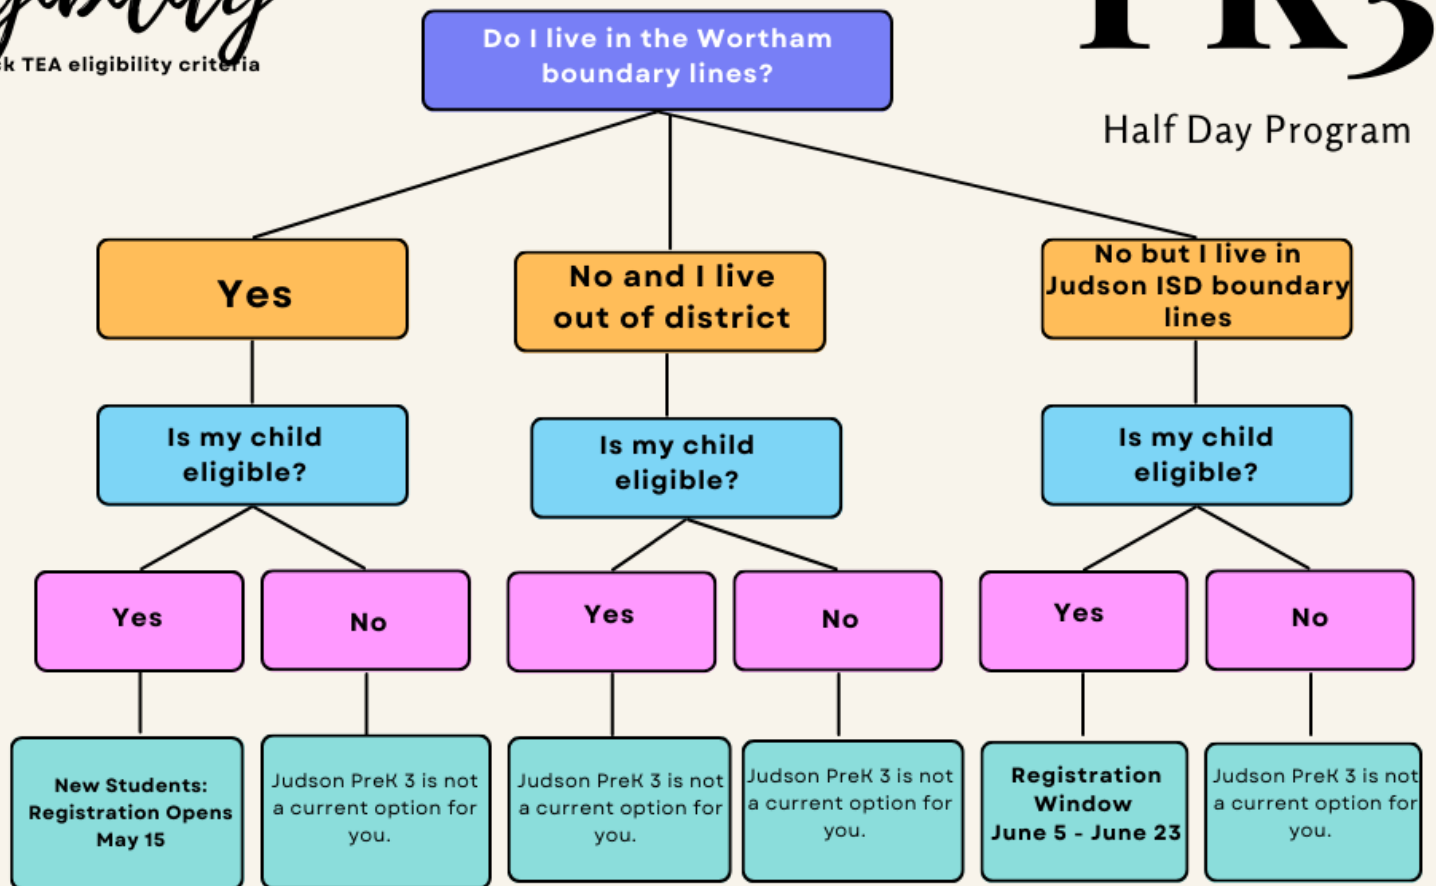 TEA eligibility criteria
Do I live in the Wortham
boundary lines?
PK3
Half Day Program
Yes
No and I live
out of district
No but I live in
Judson ISD boundary
lines
Is my child
eligible?
Is my child
eligible?
Is my child
eligible?
Yes
No
Yes
No
Yes
No
New Students:
Registration Opens
May 15
Judson PreK 3 is not
a current option for
you.
Judson PreK 3 is not
a current option for
you.
Judson PreK 3 is not
a current option for
you.
Registration
Window
June 5 - June 23
Judson PreK 3 is not
a current option for
you.